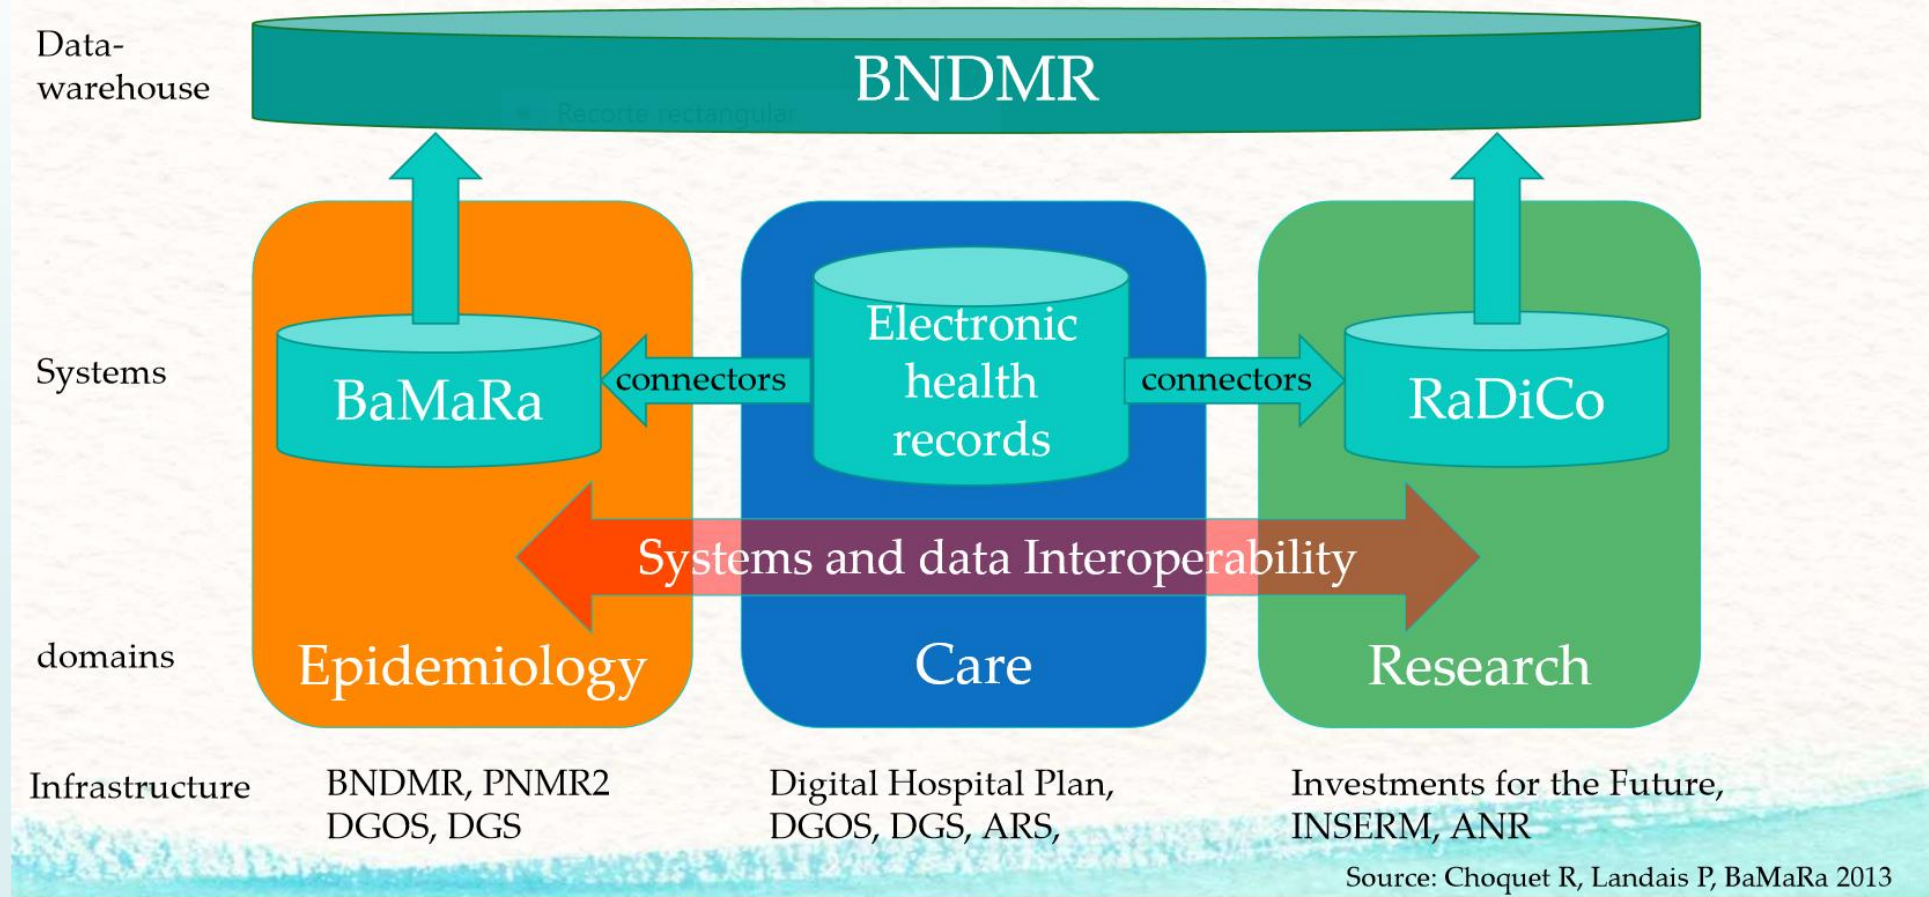 Data-
warehouse
BNDMR
Recorte rectangular
Systems
BaMaRa
connectors
Electronic
health
records
connectors
RaDiCo
Systems and data Interoperability
domains
Epidemiology
Care
Research
Infrastructure
BNDMR, PNMR2
DGOS, DGS
Digital Hospital Plan,
DGOS, DGS, ARS,
Investments for the Future,
INSERM, ANR
Source: Choquet R, Landais P, BaMaRa 2013